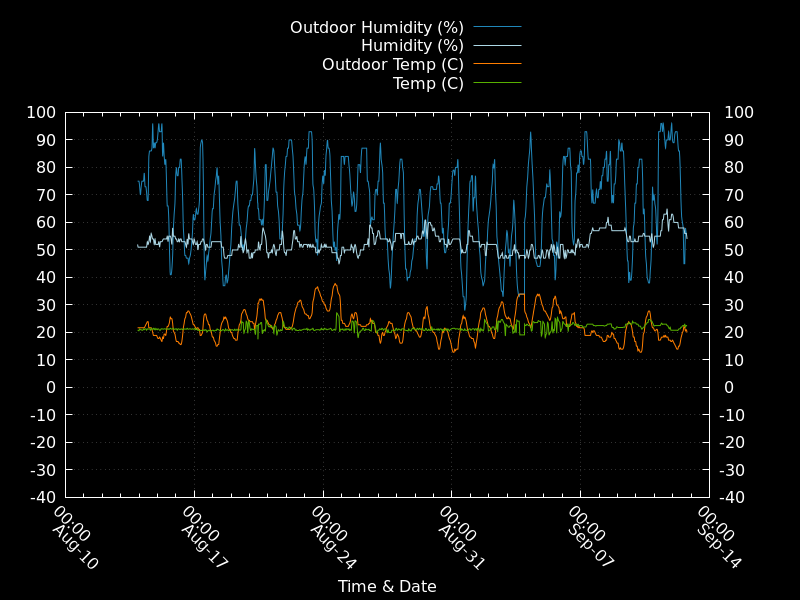 Outdoor Humidity (%)
Humidity (%)
Outdoor Temp (C)
Temp (C)
100 100
90 90
80 80
70 70
60 60
50 50
40 40
30 30
20 20
10 10
0 0
-10 -10
-20 -20
-30 -30
-40 -40
00:00
Aug-10
00:00
Aug-17
00:00
Aug-24
00:00
Aug-31
00:00
Sep-07
00:00
Sep-14
Time & Date